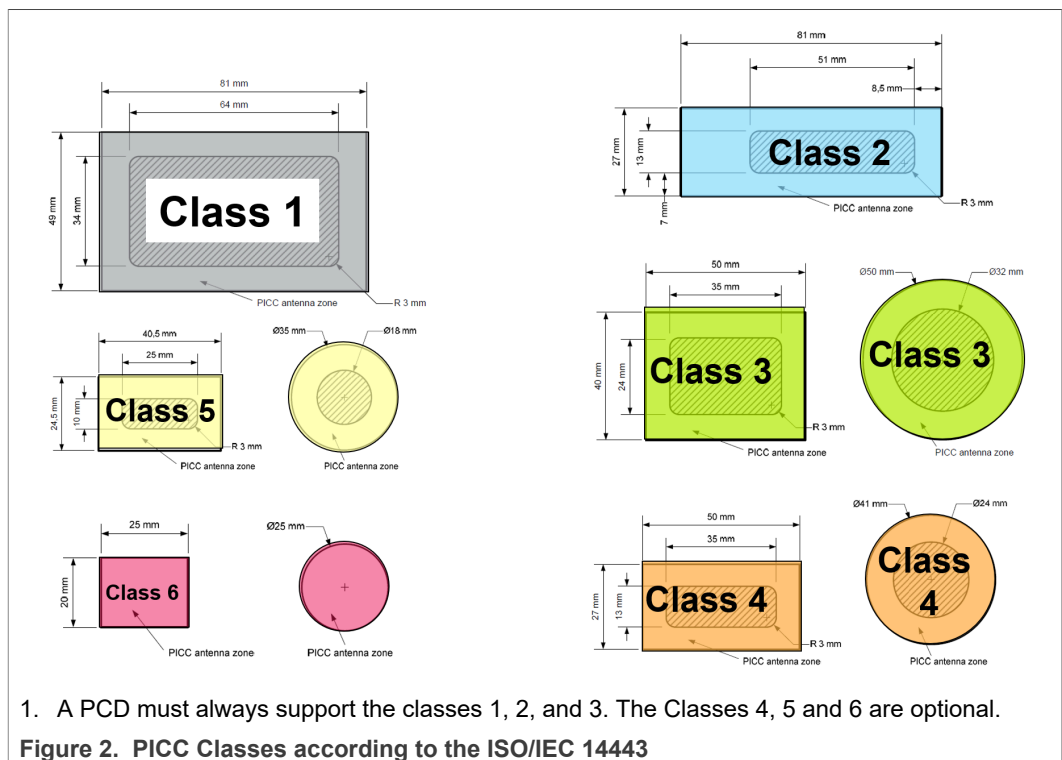 81 mm
64 mm
49 mm
34 mm
Class 1
PICC antenna zone
R 3 mm
81 mm
51 mm
8,5 mm
27 mm
13 mm
7 mm
Class 2
PICC antenna zone
R 3 mm
40,5 mm
25 mm
24,5 mm
10 mm
Class 5
R 3 mm
PICC antenna zone
Ø35 mm
Ø18 mm
PICC antenna zone
50 mm
35 mm
40 mm
24 mm
Class 3
R 3 mm
PICC antenna zone
Ø50 mm
Ø32 mm
Class 3
PICC antenna zone
25 mm
20 mm
Class 6
PICC antenna zone
Ø25 mm
PICC antenna zone
50 mm
35 mm
27 mm
13 mm
Class 4
R 3 mm
PICC antenna zone
Ø41 mm
Ø24 mm
Class
4
PICC antenna zone
1. A PCD must always support the classes 1, 2, and 3. The Classes 4, 5 and 6 are optional.
Figure 2. PICC Classes according to the ISO/IEC 14443